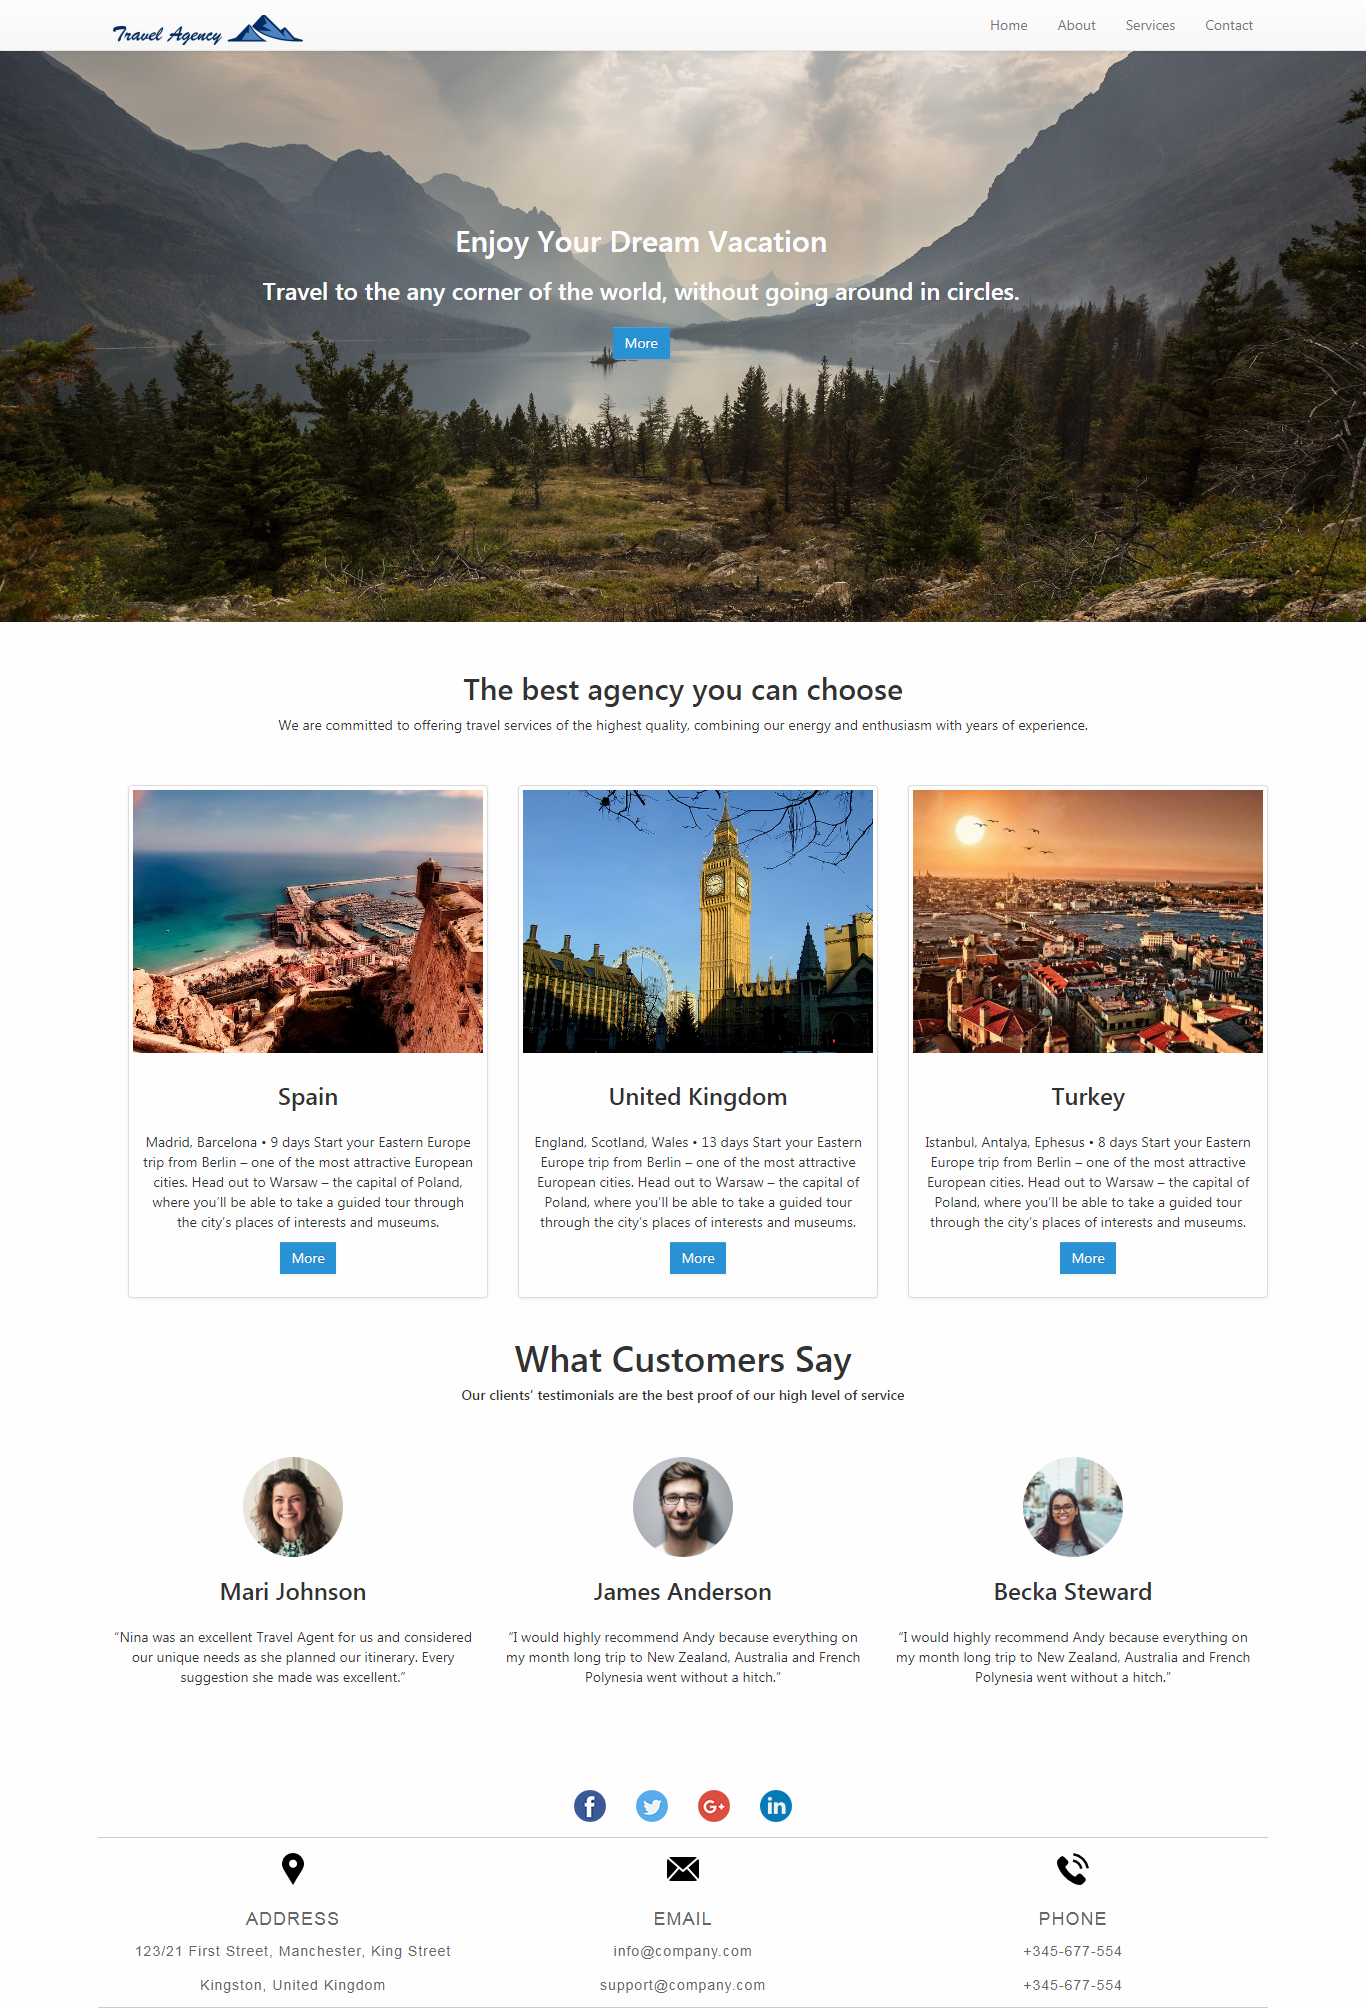 Travel Agency
Home About Services Contact
Enjoy Your Dream Vacation
Travel to the any corner of the world, without going around in circles.
More
The best agency you can choose
We are committed to offering travel services of the highest quality, combining our energy and enthusiasm with years of experience.
Spain
Madrid, Barcelona • 9 days Start your Eastern Europe
trip from Berlin – one of the most attractive European
cities. Head out to Warsaw – the capital of Poland,
where you’ll be able to take a guided tour through
the city’s places of interests and museums.
More
United Kingdom
England, Scotland, Wales • 13 days Start your Eastern
Europe trip from Berlin – one of the most attractive
European cities. Head out to Warsaw – the capital of
Poland, where you’ll be able to take a guided tour
through the city’s places of interests and museums.
More
Turkey
Istanbul, Antalya, Ephesus • 8 days Start your Eastern
Europe trip from Berlin – one of the most attractive
European cities. Head out to Warsaw – the capital of
Poland, where you’ll be able to take a guided tour
through the city’s places of interests and museums.
More
What Customers Say
Our clients’ testimonials are the best proof of our high level of service
Mari Johnson
“Nina was an excellent Travel Agent for us and considered
our unique needs as she planned our itinerary. Every
suggestion she made was excellent.”
James Anderson
“I would highly recommend Andy because everything on
my month long trip to New Zealand, Australia and French
Polynesia went without a hitch.”
Becka Steward
“I would highly recommend Andy because everything on
my month long trip to New Zealand, Australia and French
Polynesia went without a hitch.”
f G+ in
ADDRESS
123/21 First Street, Manchester, King Street
Kingston, United Kingdom
EMAIL
info@company.com
support@company.com
PHONE
+345-677-554
+345-677-554